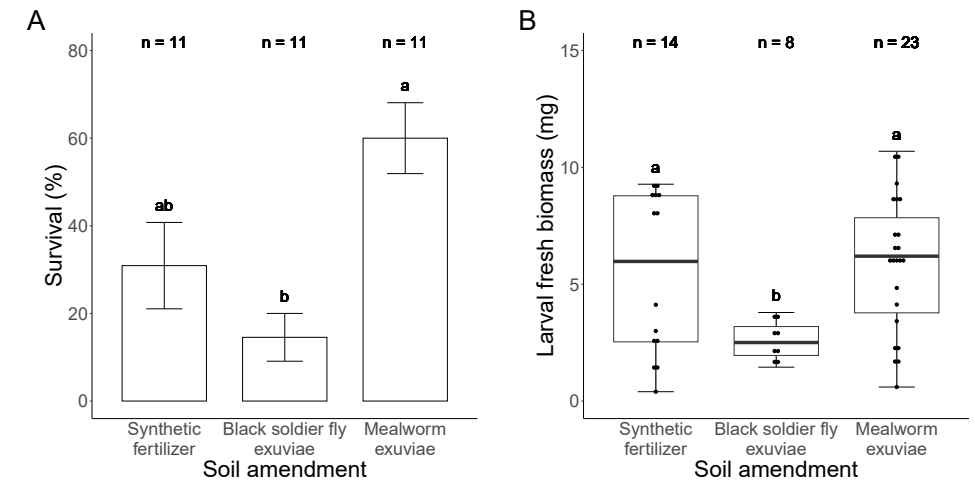 A
n = 11
n = 11
n = 11
80
60
40
20
0
Survival (%)
a
ab
b
Synthetic
fertilizer
Black soldier fly
exuviae
Mealworm
exuviae
Soil amendment
B
n = 14
n = 8
n = 23
15
10
5
0
Larval fresh biomass (mg)
a
b
a
Synthetic
fertilizer
Black soldier fly
exuviae
Mealworm
exuviae
Soil amendment